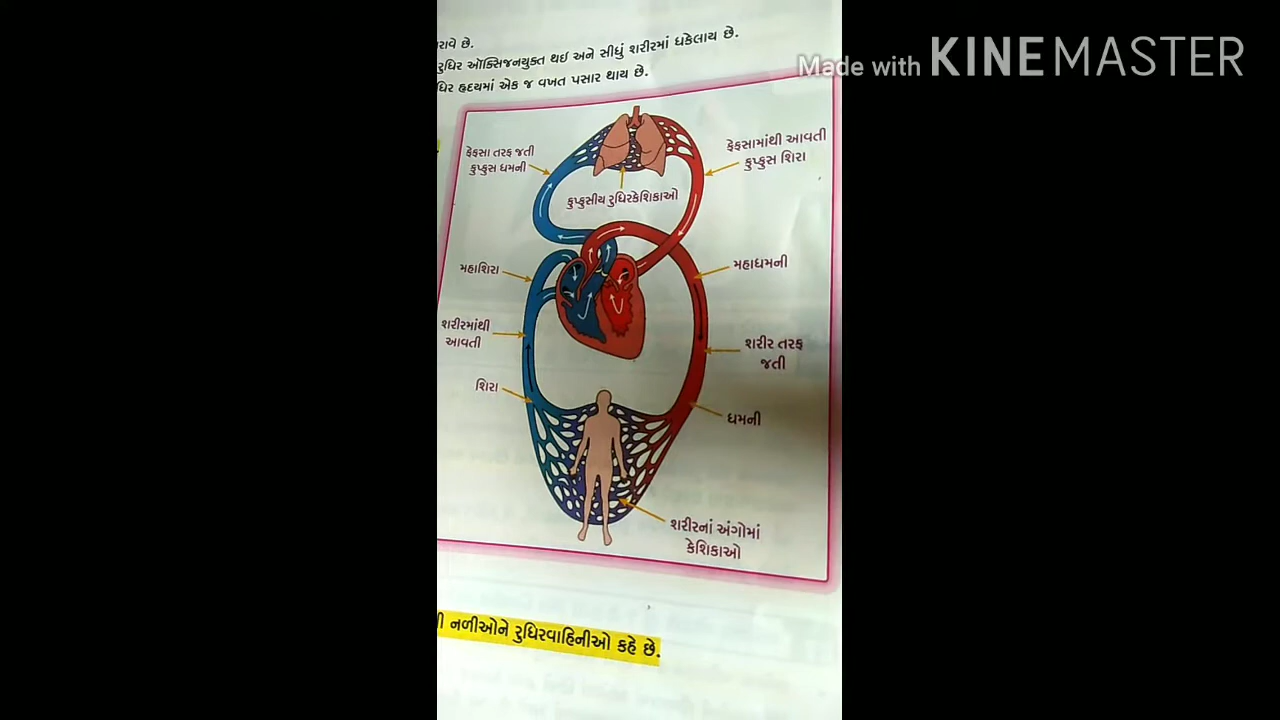 રાવે છે.
રુધિર ઑક્સિજનયુક્ત થઈ અને સીધું શરીરમાં ધકેલાય છે.
ધિર હૃદયમાં એક જ વખત પસાર થાય છે.
Made with KINEMASTER
ફેફસા તરફ જતી
ફુપ્ફુસ ધમની
ફેફસામાંથી આવતી
ફુપ્ફુસ શિરા
ફુપ્ફુસીય રુધિરકેશિકાઓ
મહાશિરા
મહાધમની
શરીરમાંથી
આવતી
શરીર તરફ
જતી
શિરા
ધમની
શરીરનાં અંગોમાં
કેશિકાઓ
ી નળીઓને રુધિરવાહિનીઓ કહે છે.